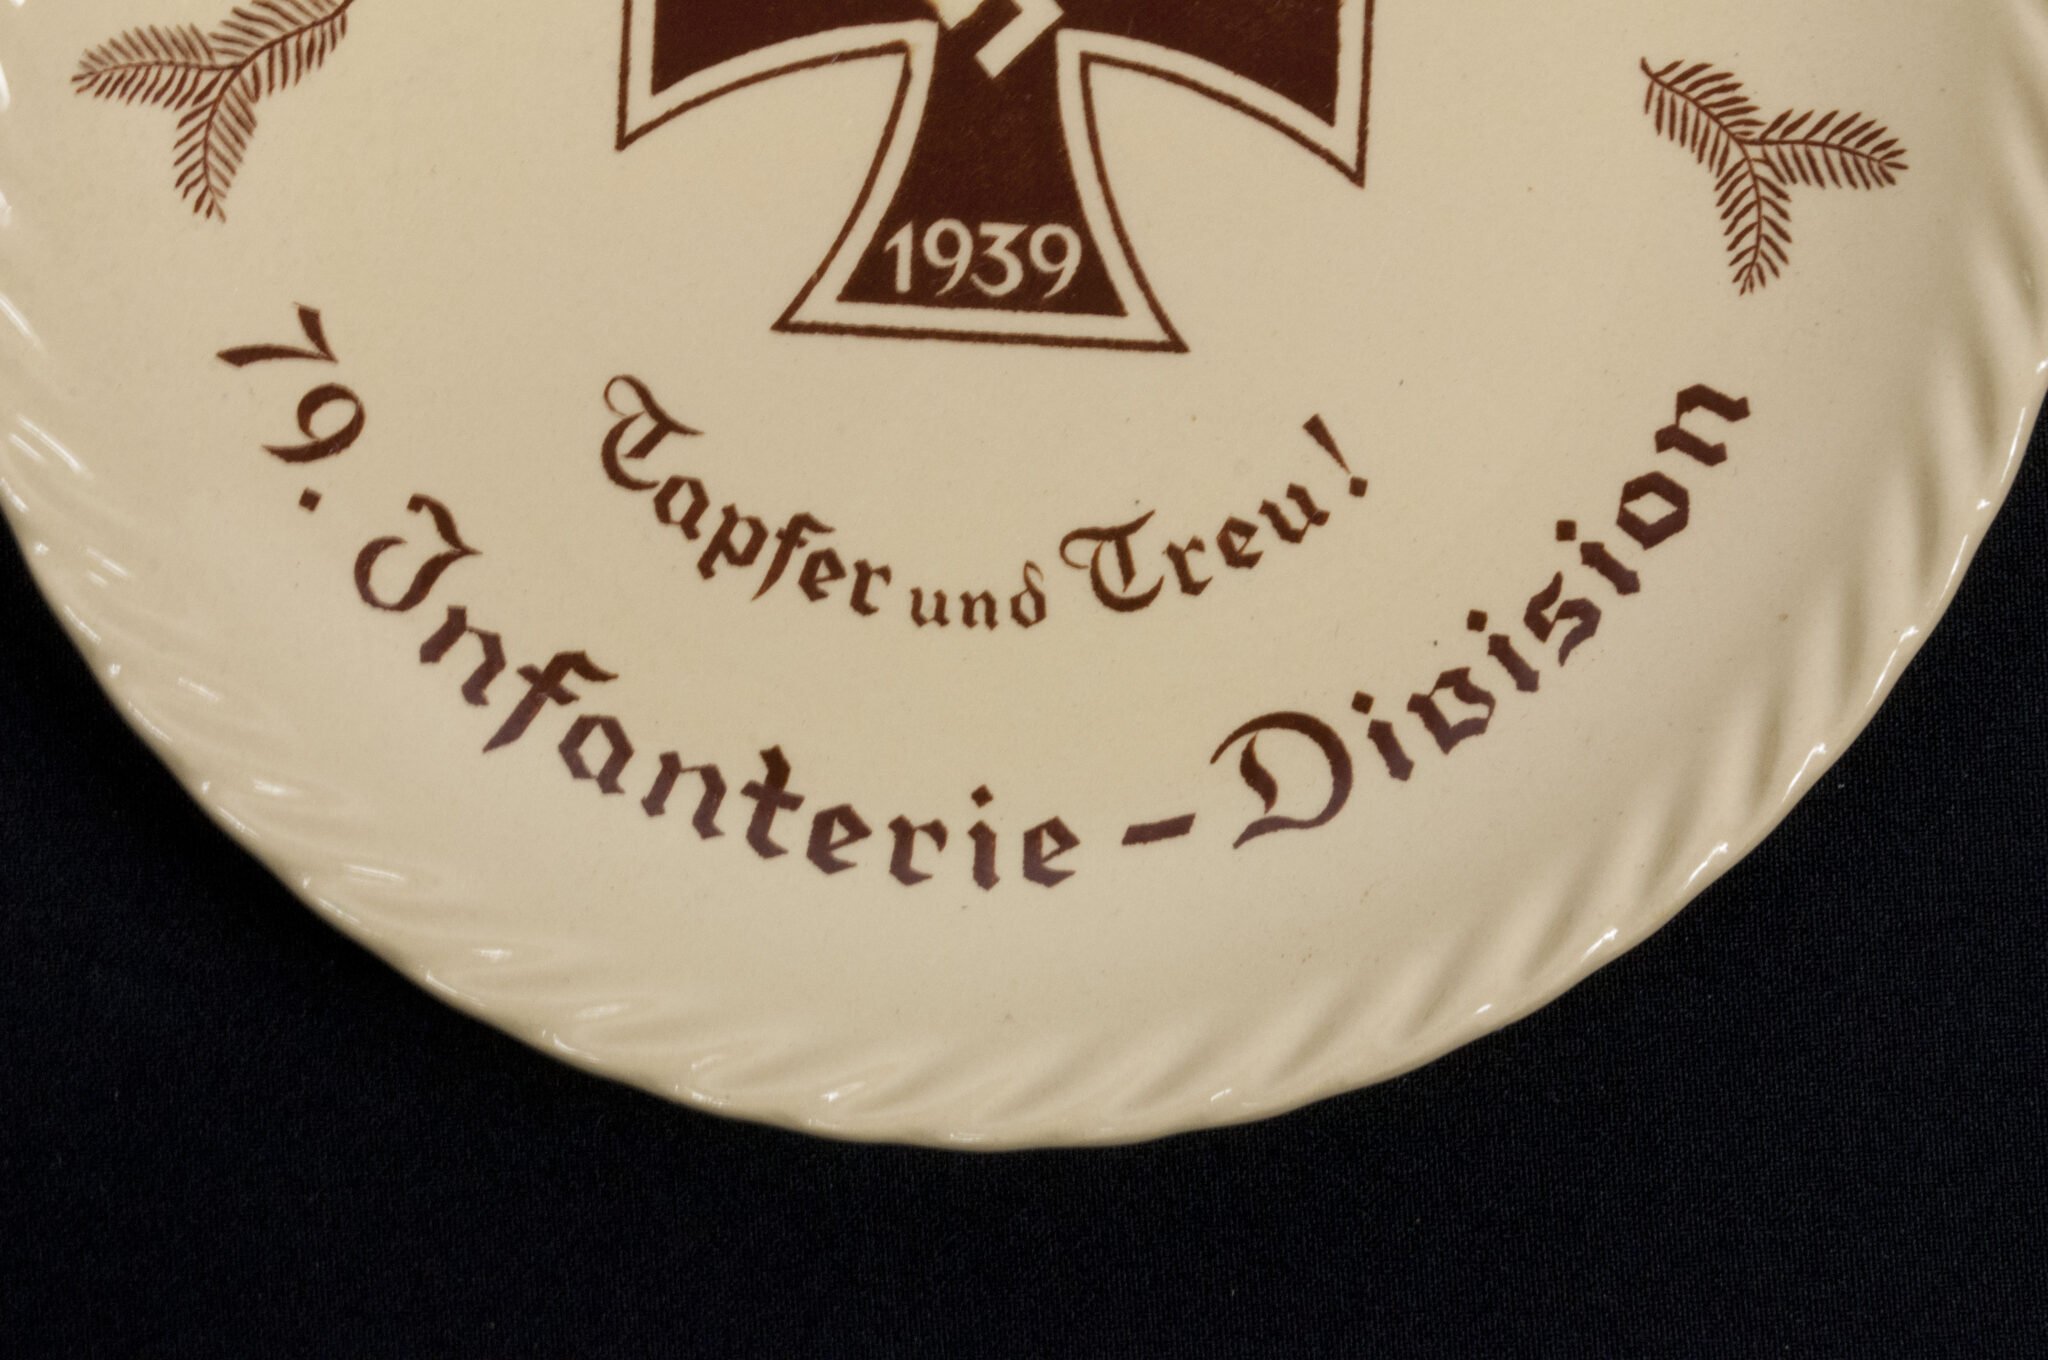 1939
Tapfer und Treu!
79. Infanterie-Division